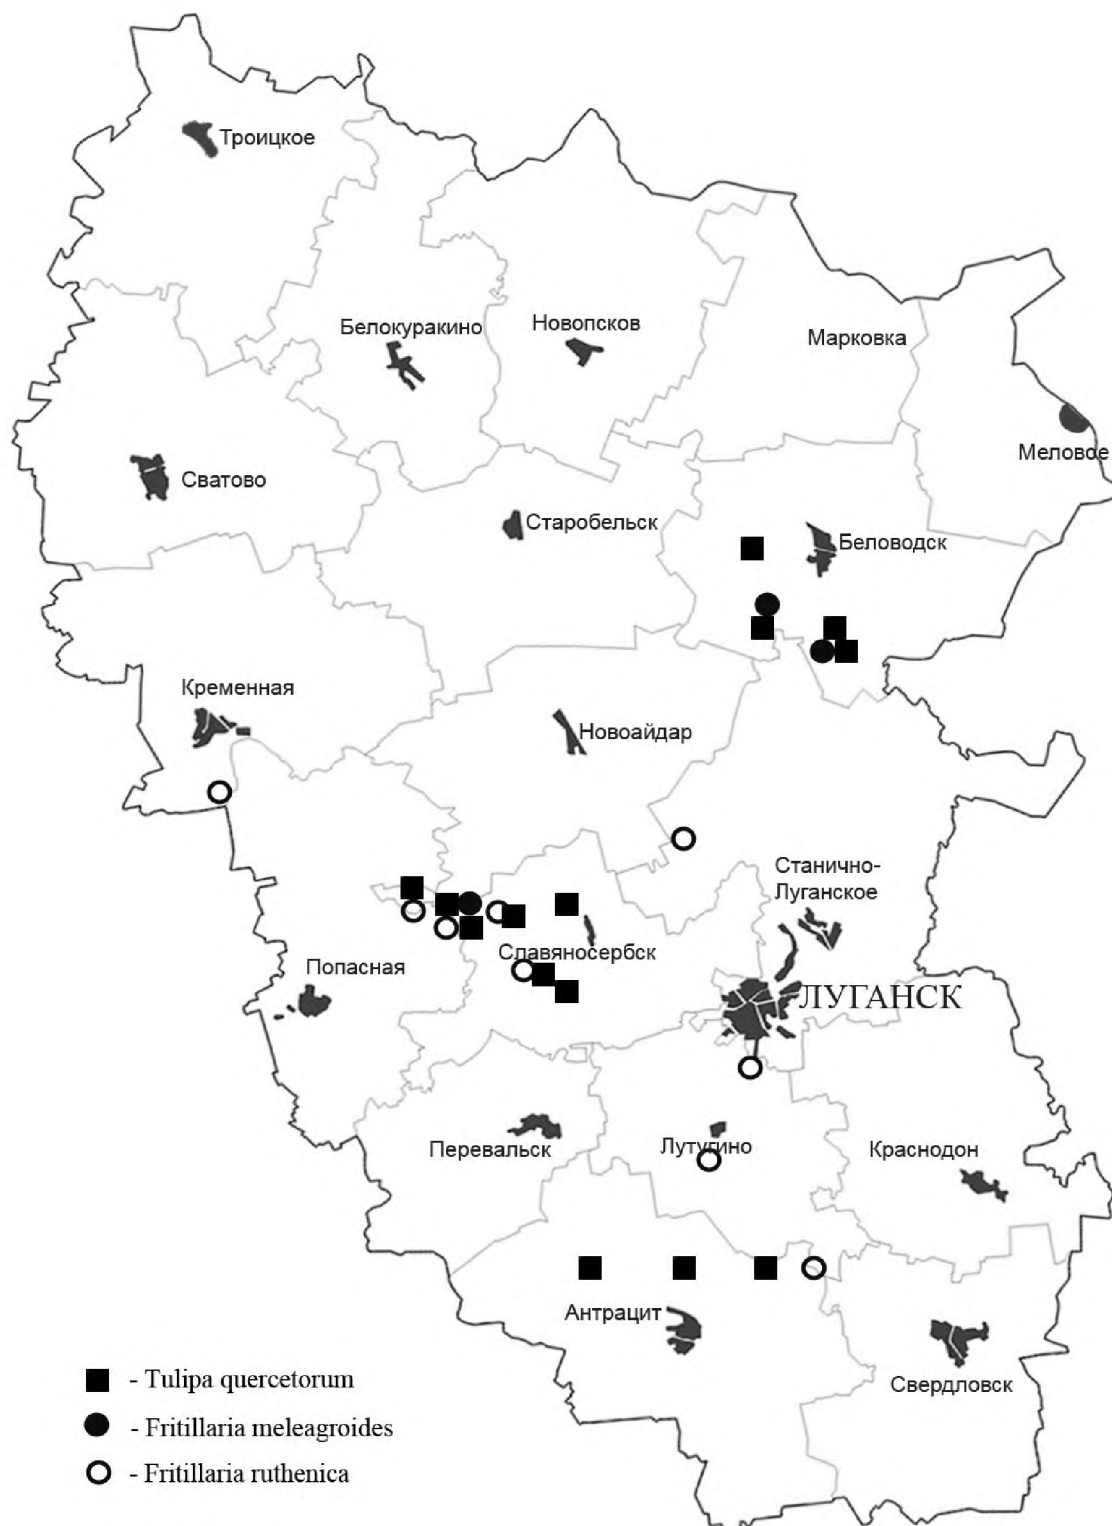 Троицкое
Белокуракино
Новопсков
Марковка
Меловое
Сватово
Старобельск
Беловодск
Кременная
Новоайдар
Станично-
Луганское
Славяносербск
Попасная
ЛУГАНСК
Перевальск
Лутугино
Краснодон
Антрацит
Свердловск
- Tulipa quercetorum
- Fritillaria meleagroides
- Fritillaria ruthenica